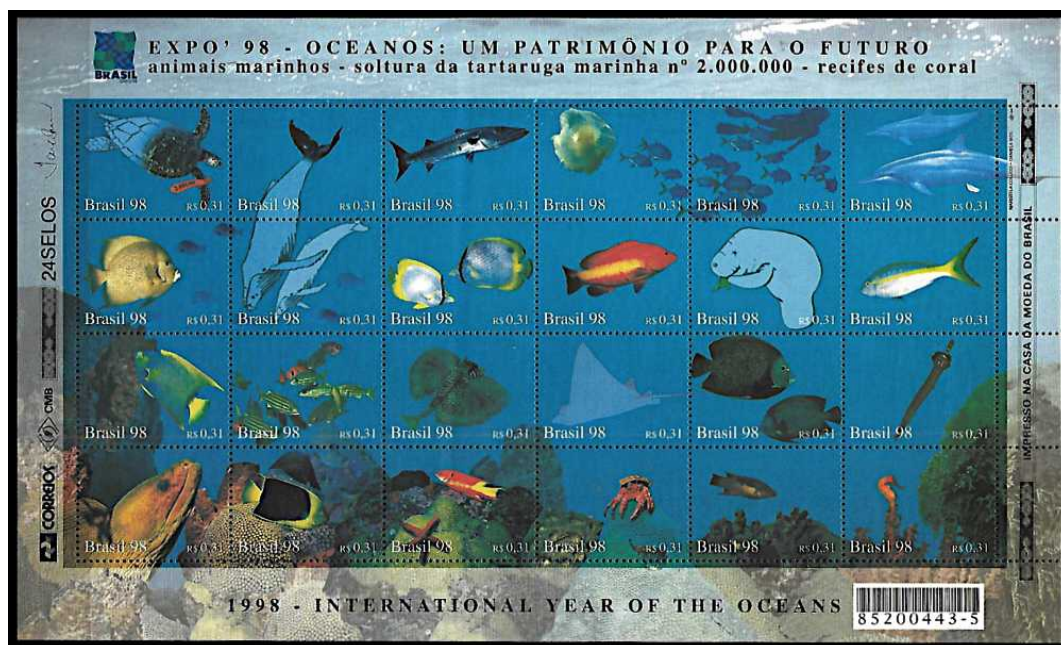 EXPO' 98 - OCEANOS: UM PATRIMÔNIO PARA O FUTURO
BRASIL
animais marinhos - soltura da tartaruga marinha nº 2.000.000 - recifes de coral
Brasil 98 R$ 0,31 Brasil 98 R$ 0,31 Brasil 98 R$ 0,31 Brasil 98 R$ 0,31 Brasil 98 R$ 0,31 Brasil 98 R$ 0,31
Brasil 98 R$ 0,31 Brasil 98 R$ 0,31 Brasil 98 R$ 0,31 Brasil 98 R$ 0,31 Brasil 98 R$ 0,31 Brasil 98 R$ 0,31
Brasil 98 R$ 0,31 Brasil 98 R$ 0,31 Brasil 98 R$ 0,31 Brasil 98 R$ 0,31 Brasil 98 R$ 0,31 Brasil 98 R$ 0,31
Brasil 98 R$ 0,31 Brasil 98 R$ 0,31 Brasil 98 R$ 0,31 Brasil 98 R$ 0,31 Brasil 98 R$ 0,31 Brasil 98 R$ 0,31
CORREIOS CMB 24 SELOS
IMPRESSO NA CASA DA MOEDA DO BRASIL
1998 - INTERNATIONAL YEAR OF THE OCEANS
85200443-5